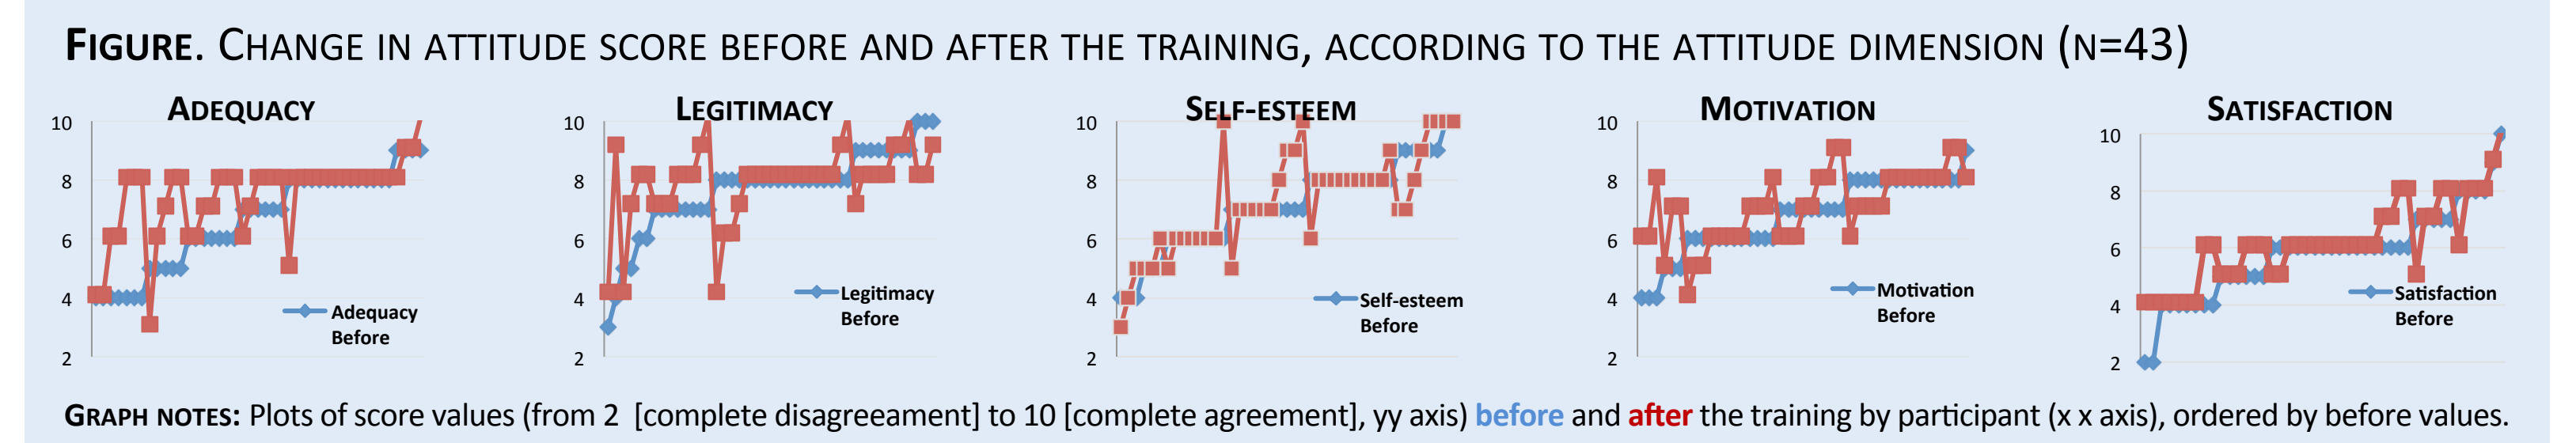 FIGURE. CHANGE IN ATTITUDE SCORE BEFORE AND AFTER THE TRAINING, ACCORDING TO THE ATTITUDE DIMENSION (N=43)
ADEQUACY
10
8
6
4
2
Adequacy
Before
LEGITIMACY
10
8
6
4
2
Legitimacy
Before
SELF-ESTEEM
10
8
6
4
2
Self-esteem
Before
MOTIVATION
10
8
6
4
2
Motivation
Before
SATISFACTION
10
8
6
4
2
Satisfaction
Before
GRAPH NOTES: Plots of score values (from 2 [complete disagreeament] to 10 [complete agreement], yy axis) before and after the training by participant (x x axis), ordered by before values.